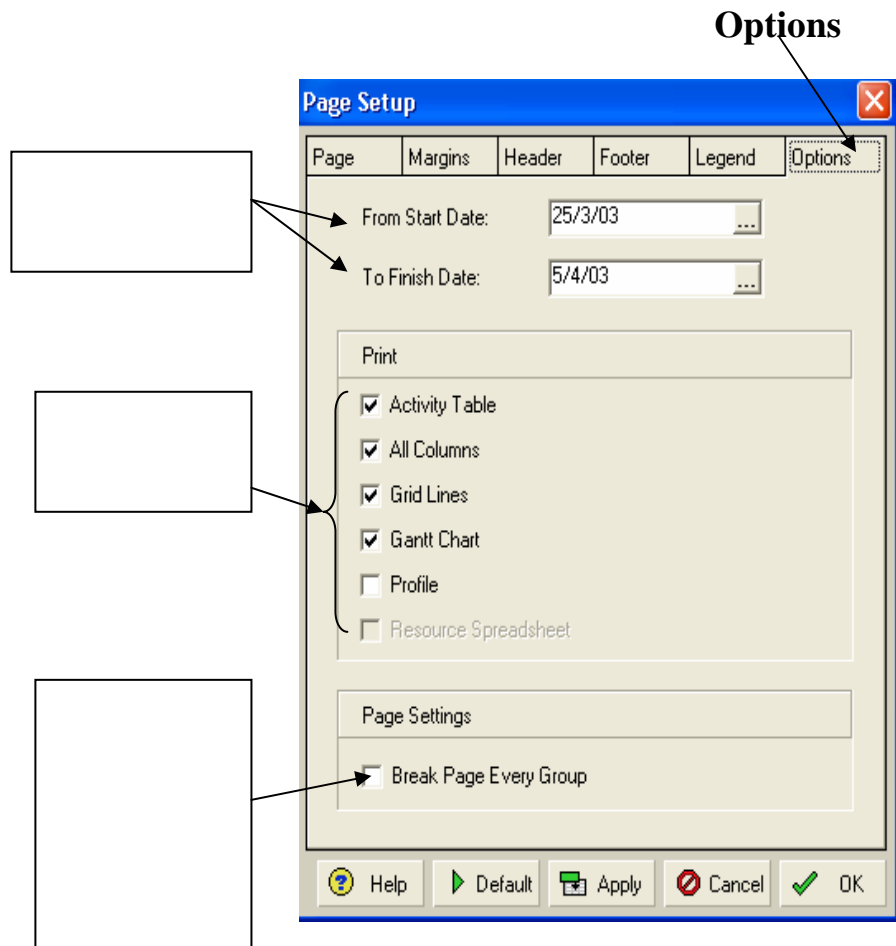 Options
Page Setup
Page Margins Header Footer Legend Options
From Start Date: 25/3/03 ...
To Finish Date: 5/4/03 ...
Print
Activity Table
All Columns
Grid Lines
Gantt Chart
Profile
Resource Spreadsheet
Page Settings
Break Page Every Group
Help Default Apply Cancel OK